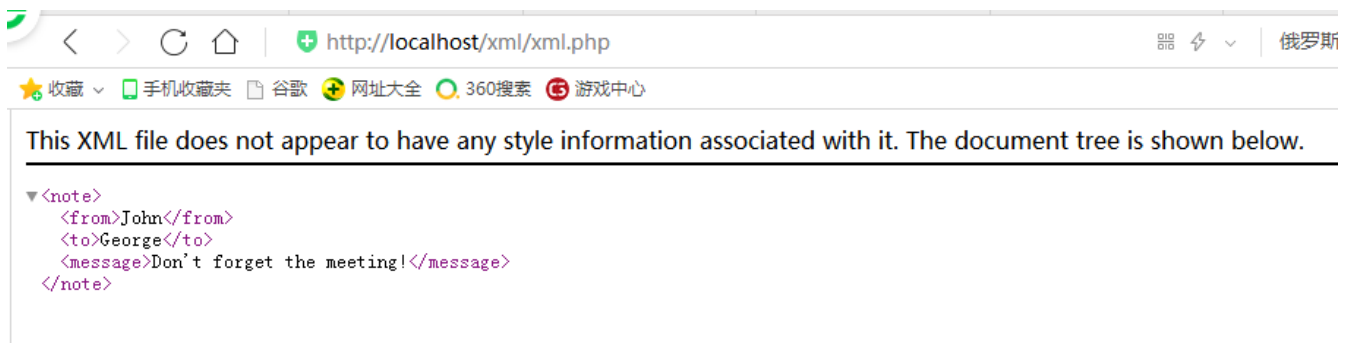 http://localhost/xml/xml.php 俄罗斯
收藏 手机收藏夹 谷歌 网址大全 360搜索 游戏中心
This XML file does not appear to have any style information associated with it. The document tree is shown below.
▼<note>
<from>John</from>
<to>George</to>
<message>Don't forget the meeting!</message>
</note>